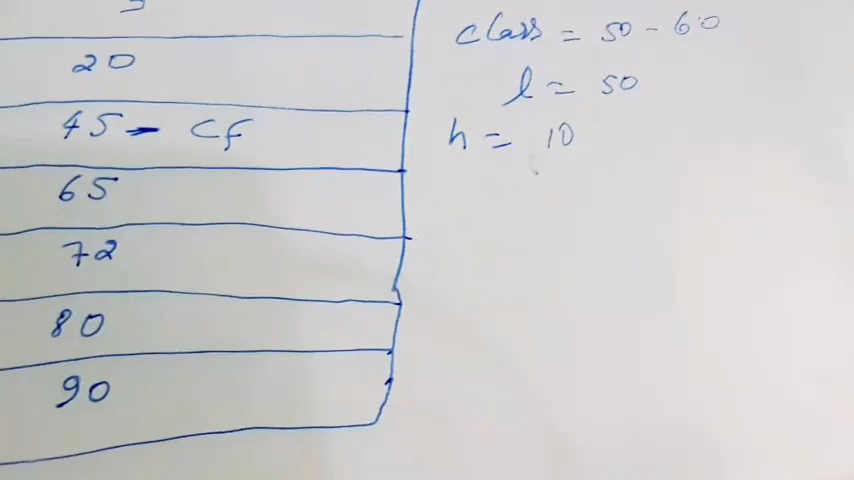 20
45 - cf
65
72
80
90
class = 50 - 60
l = 50
h = 10